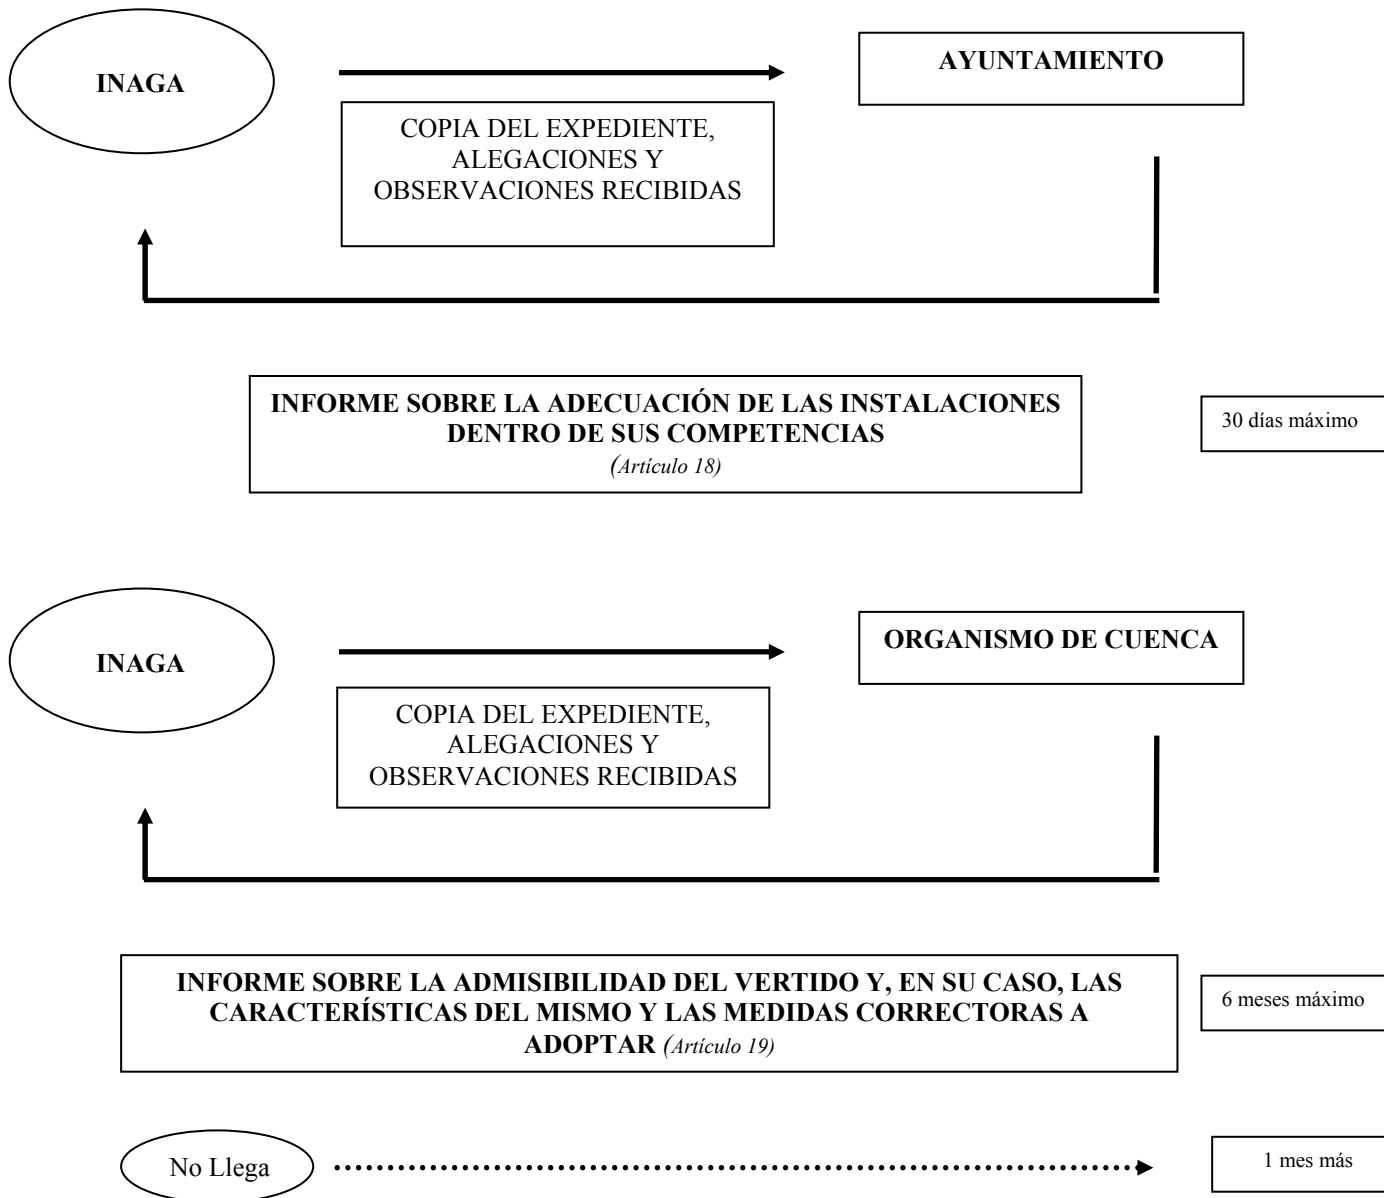 INAGA
AYUNTAMIENTO
COPIA DEL EXPEDIENTE,
ALEGACIONES Y
OBSERVACIONES RECIBIDAS
INFORME SOBRE LA ADECUACIÓN DE LAS INSTALACIONES
DENTRO DE SUS COMPETENCIAS
(Artículo 18)
30 días máximo
INAGA
ORGANISMO DE CUENCA
COPIA DEL EXPEDIENTE,
ALEGACIONES Y
OBSERVACIONES RECIBIDAS
INFORME SOBRE LA ADMISIBILIDAD DEL VERTIDO Y, EN SU CASO, LAS
CARACTERÍSTICAS DEL MISMO Y LAS MEDIDAS CORRECTORAS A
ADOPTAR (Artículo 19)
6 meses máximo
No Llega
1 mes más